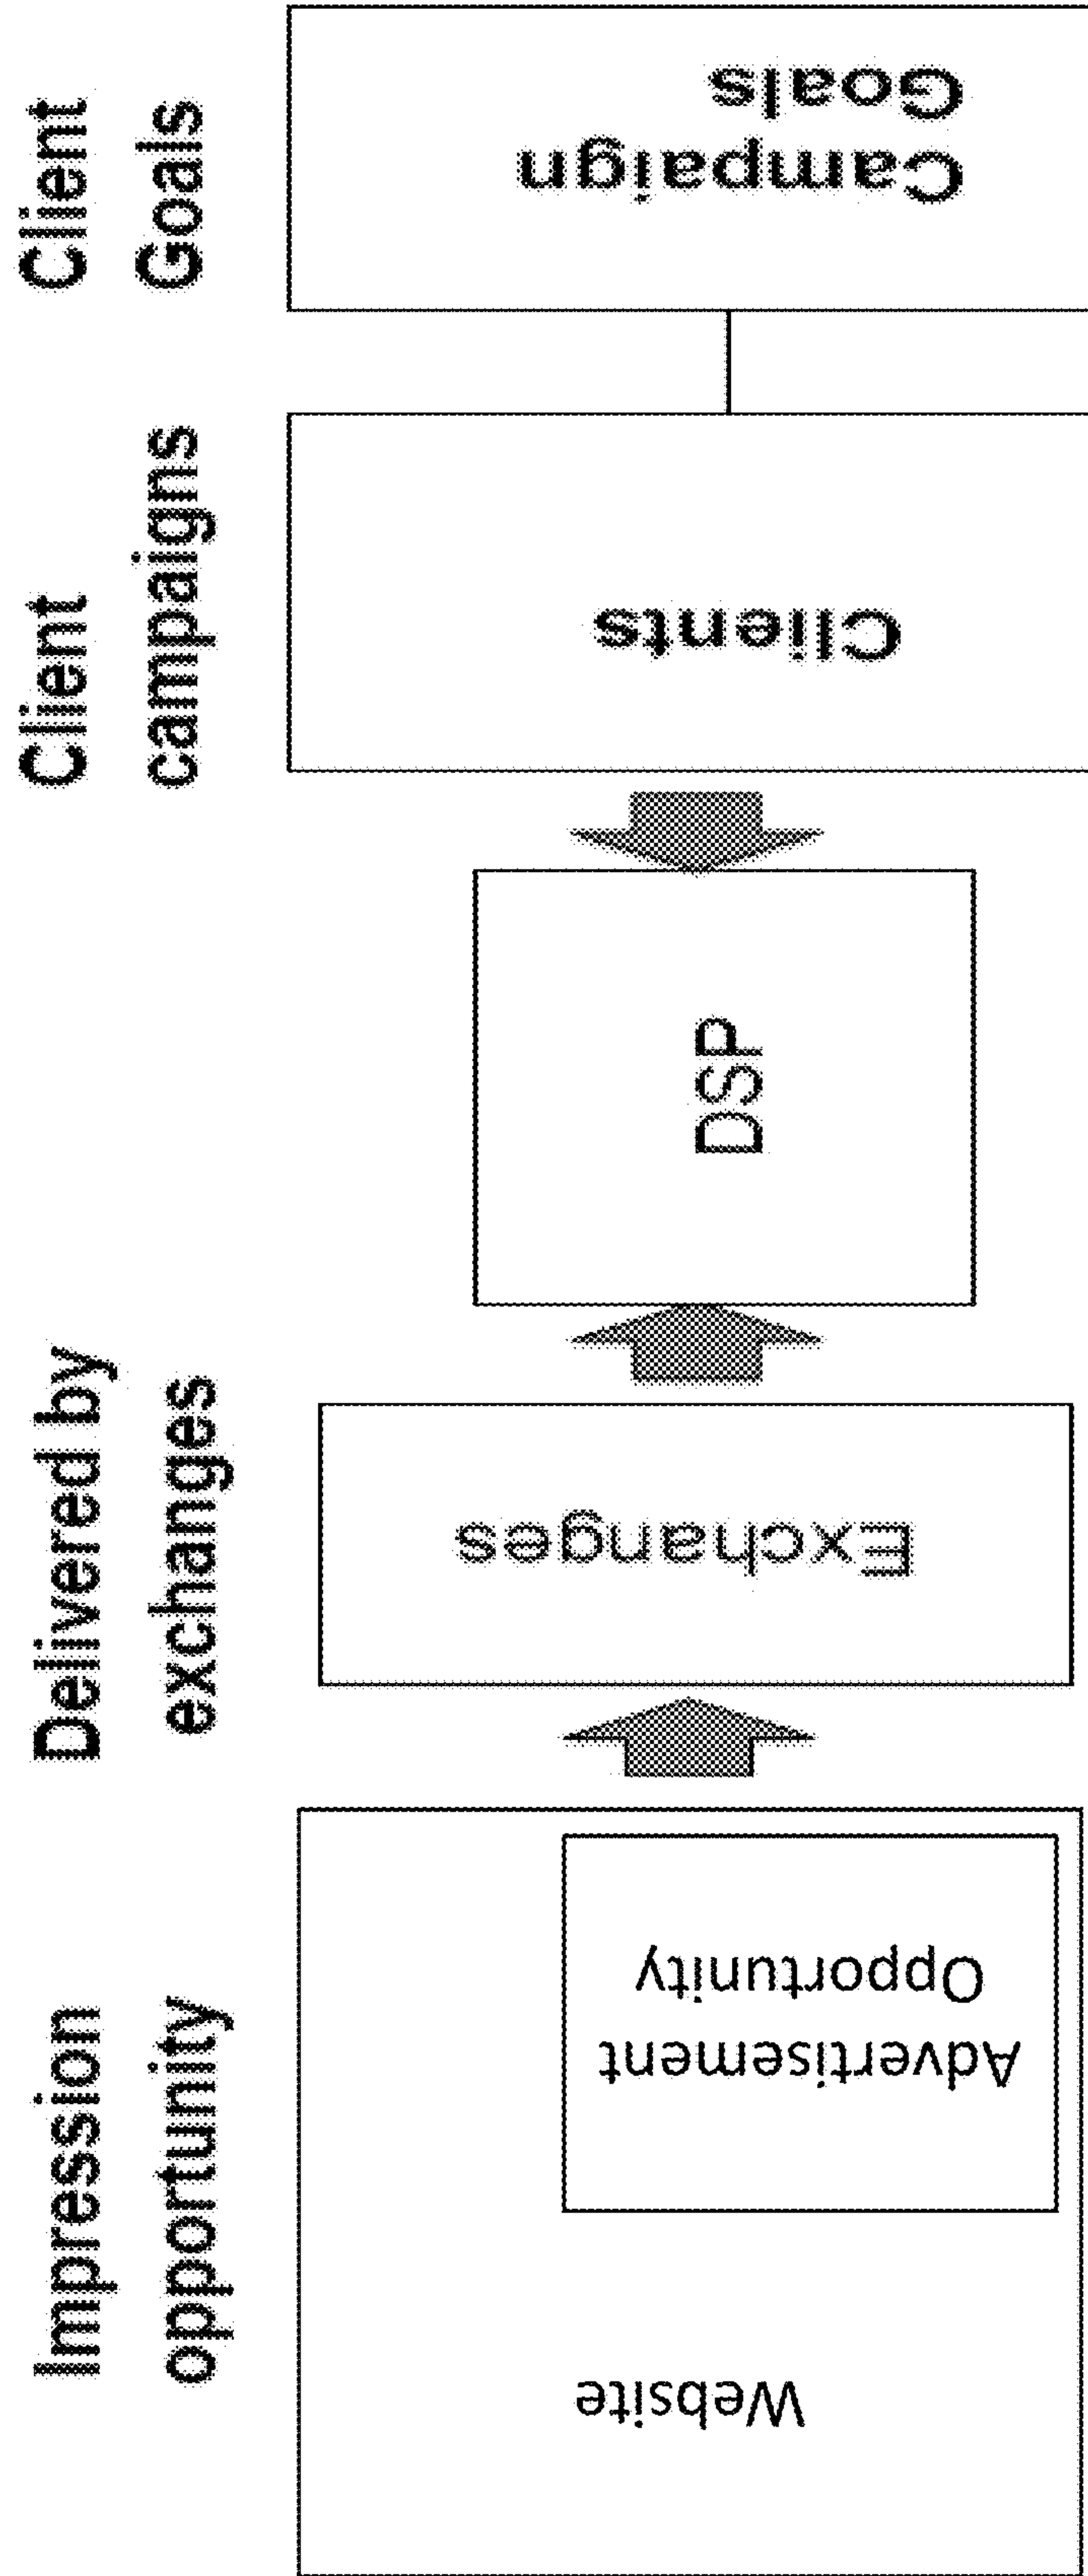 Impression
opportunity
Delivered by
exchanges
Client
campaigns
Client
Goals
Website
Advertisement
Opportunity
Exchanges
DSP
Clients
Campaign
Goals